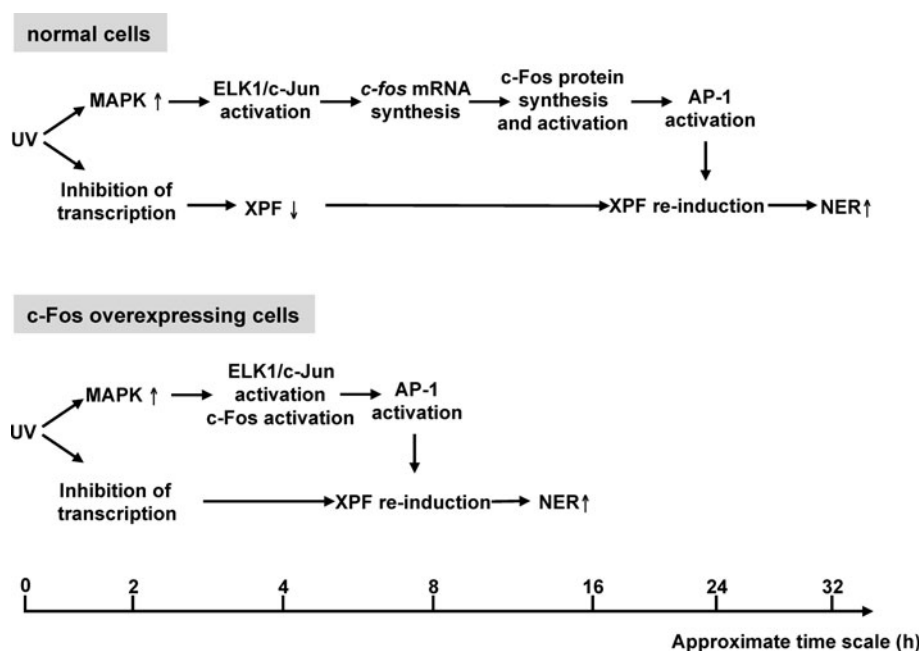 normal cells
UV
MAPK ↑
ELK1/c-Jun
activation
c-fos mRNA
synthesis
c-Fos protein
synthesis
and activation
AP-1
activation
Inhibition of
transcription
XPF ↓
XPF re-induction
NER↑
c-Fos overexpressing cells
UV
MAPK ↑
ELK1/c-Jun
activation
c-Fos activation
AP-1
activation
Inhibition of
transcription
XPF re-induction
NER↑
0 2 4 8 16 24 32
Approximate time scale (h)